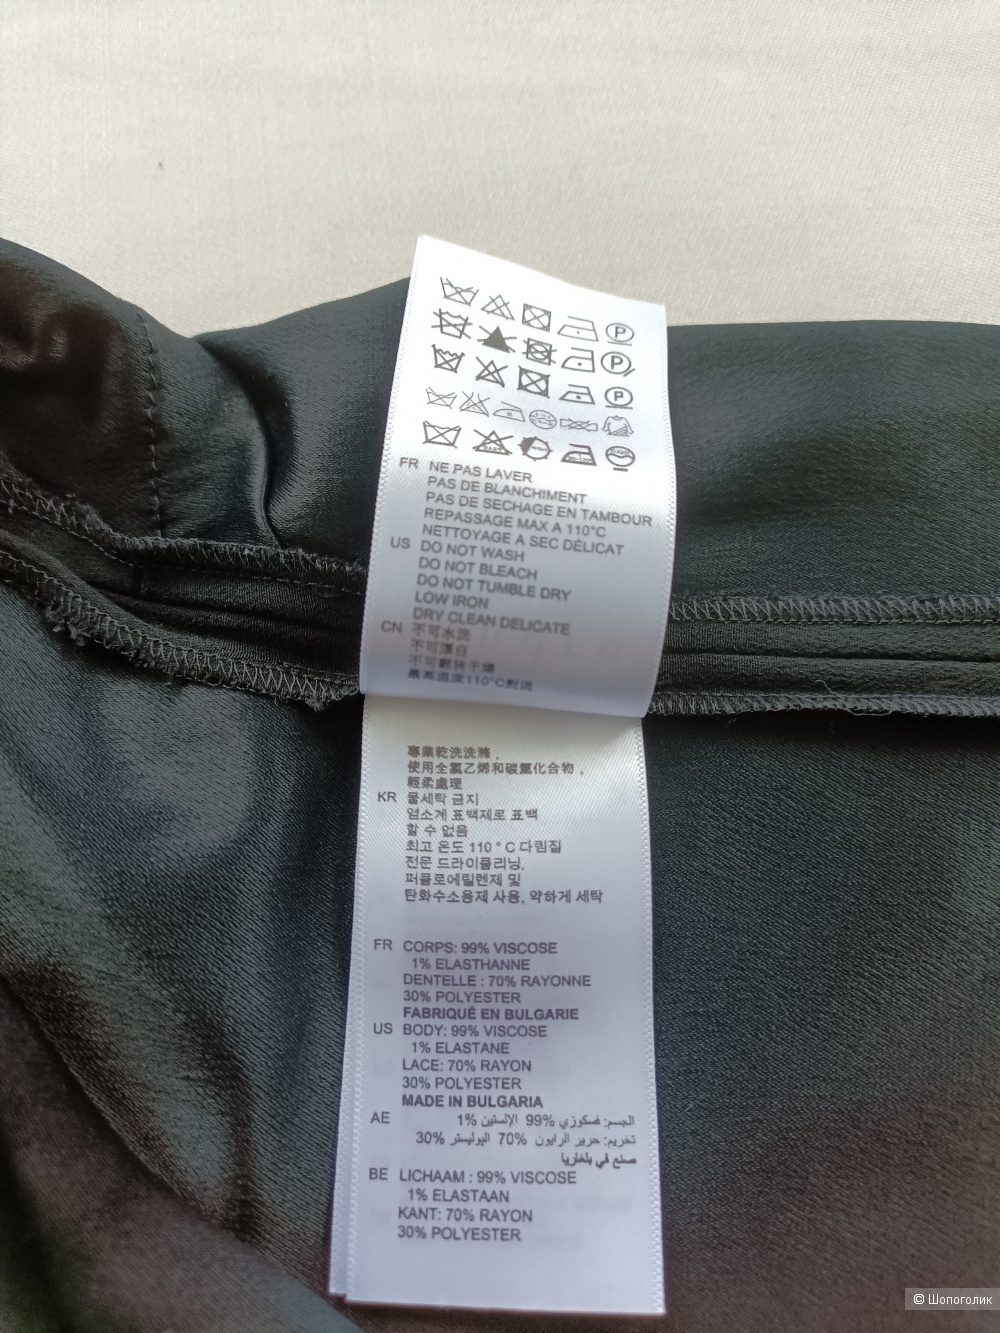 P
P
P
FR NE PAS LAVER
PAS DE BLANCHIMENT
PAS DE SECHAGE EN TAMBOUR
REPASSAGE MAX A 110°C
NETTOYAGE A SEC DÉLICAT
US DO NOT WASH
DO NOT BLEACH
DO NOT TUMBLE DRY
LOW IRON
DRY CLEAN DELICATE
CN 不可水洗
不可漂白
不可翻转干燥
最高温度110°C熨烫
專業乾洗洗滌，
使用全氯乙烯和碳氫化合物，
輕柔處理
KR 물세탁 금지
염소계 표백제로 표백
할 수 없음
최고 온도 110 ° C 다림질
전문 드라이클리닝,
퍼클로에틸렌제 및
탄화수소용제 사용, 약하게 세탁
FR CORPS: 99% VISCOSE
1% ELASTHANNE
DENTELLE : 70% RAYONNE
30% POLYESTER
FABRIQUÉ EN BULGARIE
US BODY: 99% VISCOSE
1% ELASTANE
LACE: 70% RAYON
30% POLYESTER
MADE IN BULGARIA
AE الجسم: فسكوزي 99% الإلستين 1%
تخريم: حرير الرايون 70% البوليستر 30%
صنع في بلغاريا
BE LICHAAM : 99% VISCOSE
1% ELASTAAN
KANT: 70% RAYON
30% POLYESTER
© Шопоголик